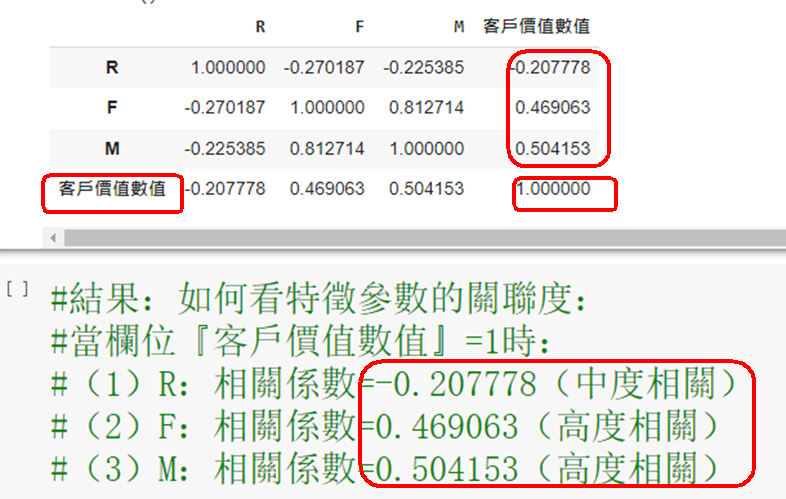 ()
R F M 客戶價值數值
R 1.000000 -0.270187 -0.225385 -0.207778
F -0.270187 1.000000 0.812714 0.469063
M -0.225385 0.812714 1.000000 0.504153
客戶價值數值 -0.207778 0.469063 0.504153 1.000000
[ ] #結果：如何看特徵參數的關聯度：
#當欄位『客戶價值數值』=1時：
#（1）R：相關係數=-0.207778（中度相關）
#（2）F：相關係數=0.469063（高度相關）
#（3）M：相關係數=0.504153（高度相關）